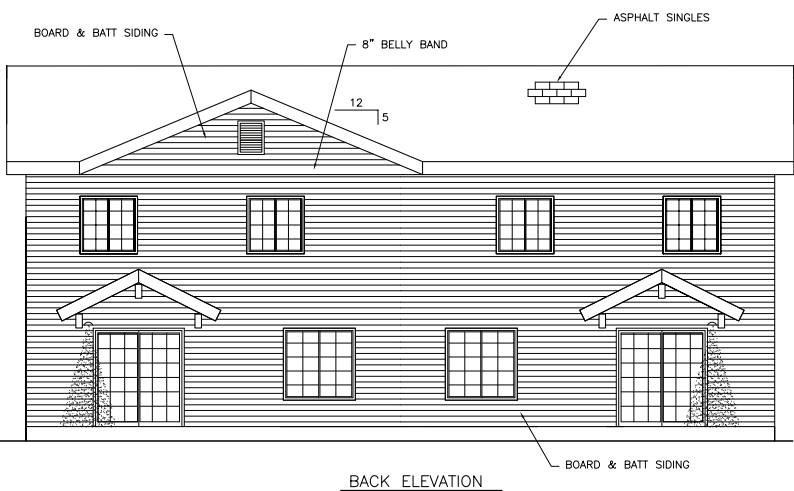 ASPHALT SINGLES
BOARD & BATT SIDING
8" BELLY BAND
12
5
BOARD & BATT SIDING
BACK ELEVATION